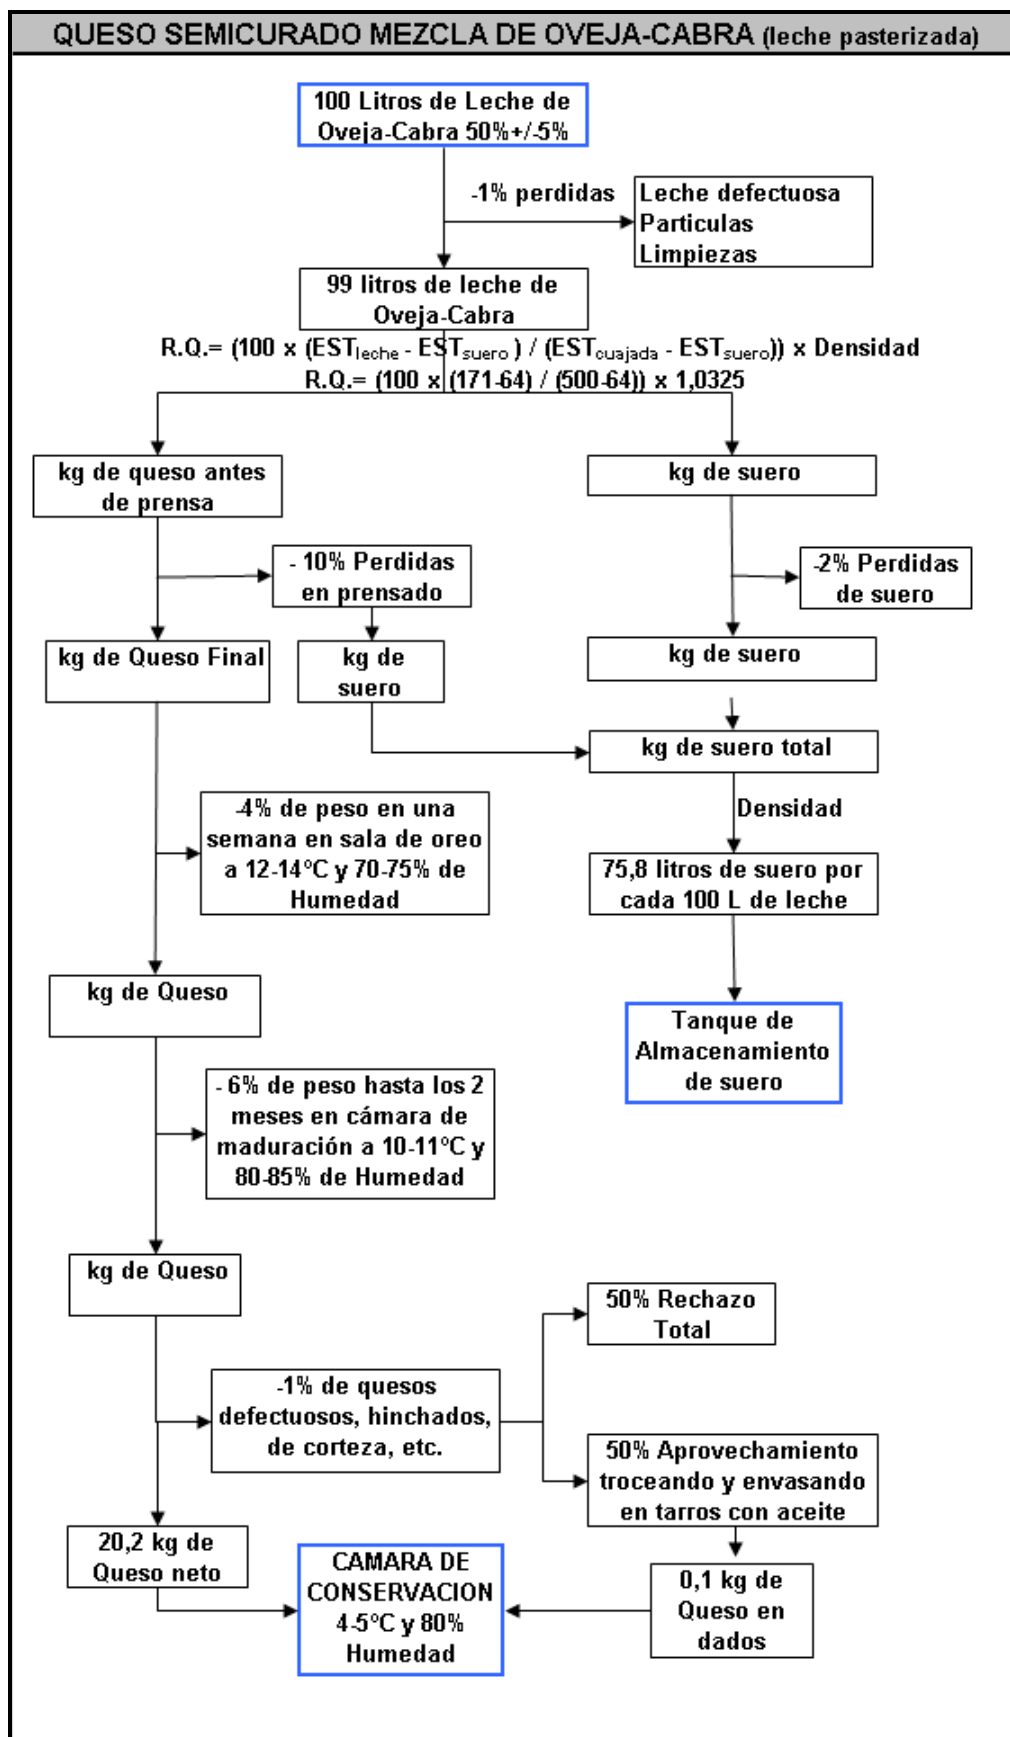 QUESO SEMICURADO MEZCLA DE OVEJA-CABRA (leche pasterizada)
100 Litros de Leche de
Oveja-Cabra 50%+/-5%
-1% perdidas
Leche defectuosa
Particulas
Limpiezas
99 litros de leche de
Oveja-Cabra
R.Q.= (100 x (ESTleche - ESTsuero ) / (ESTcuajada - ESTsuero)) x Densidad
R.Q.= (100 x (171-64) / (500-64)) x 1,0325
kg de queso antes
de prensa
kg de suero
- 10% Perdidas
en prensado
-2% Perdidas
de suero
kg de Queso Final
kg de
suero
kg de suero
kg de suero total
Densidad
-4% de peso en una
semana en sala de oreo
a 12-14ºC y 70-75% de
Humedad
75,8 litros de suero por
cada 100 L de leche
kg de Queso
Tanque de
Almacenamiento
de suero
- 6% de peso hasta los 2
meses en cámara de
maduración a 10-11ºC y
80-85% de Humedad
kg de Queso
50% Rechazo
Total
-1% de quesos
defectuosos, hinchados,
de corteza, etc.
50% Aprovechamiento
troceando y envasando
en tarros con aceite
20,2 kg de
Queso neto
CAMARA DE
CONSERVACION
4-5ºC y 80%
Humedad
0,1 kg de
Queso en
dados